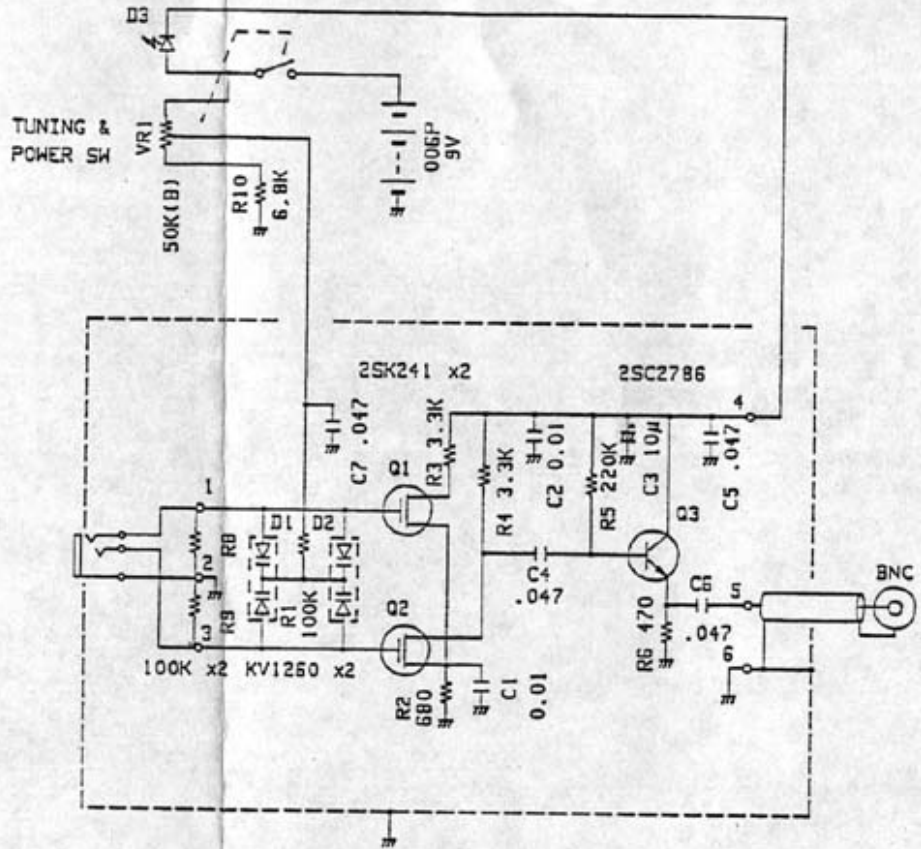 D3
TUNING &
POWER SW
VR1
50K(B)
R10
6.8K
006P
9V
2SK241 x2
2SC2786
4
C7 .047
R3 3.3K
R4 3.3K
C2 0.01
R5 220K
C3 10µ
C5 .047
Q1
Q3
1
D1
D2
R8
2
R9
3
R1
100K
Q2
C4
.047
C6
.047
5
BNC
R6 470
6
100K x2
KV1260 x2
R2
680
C1
0.01